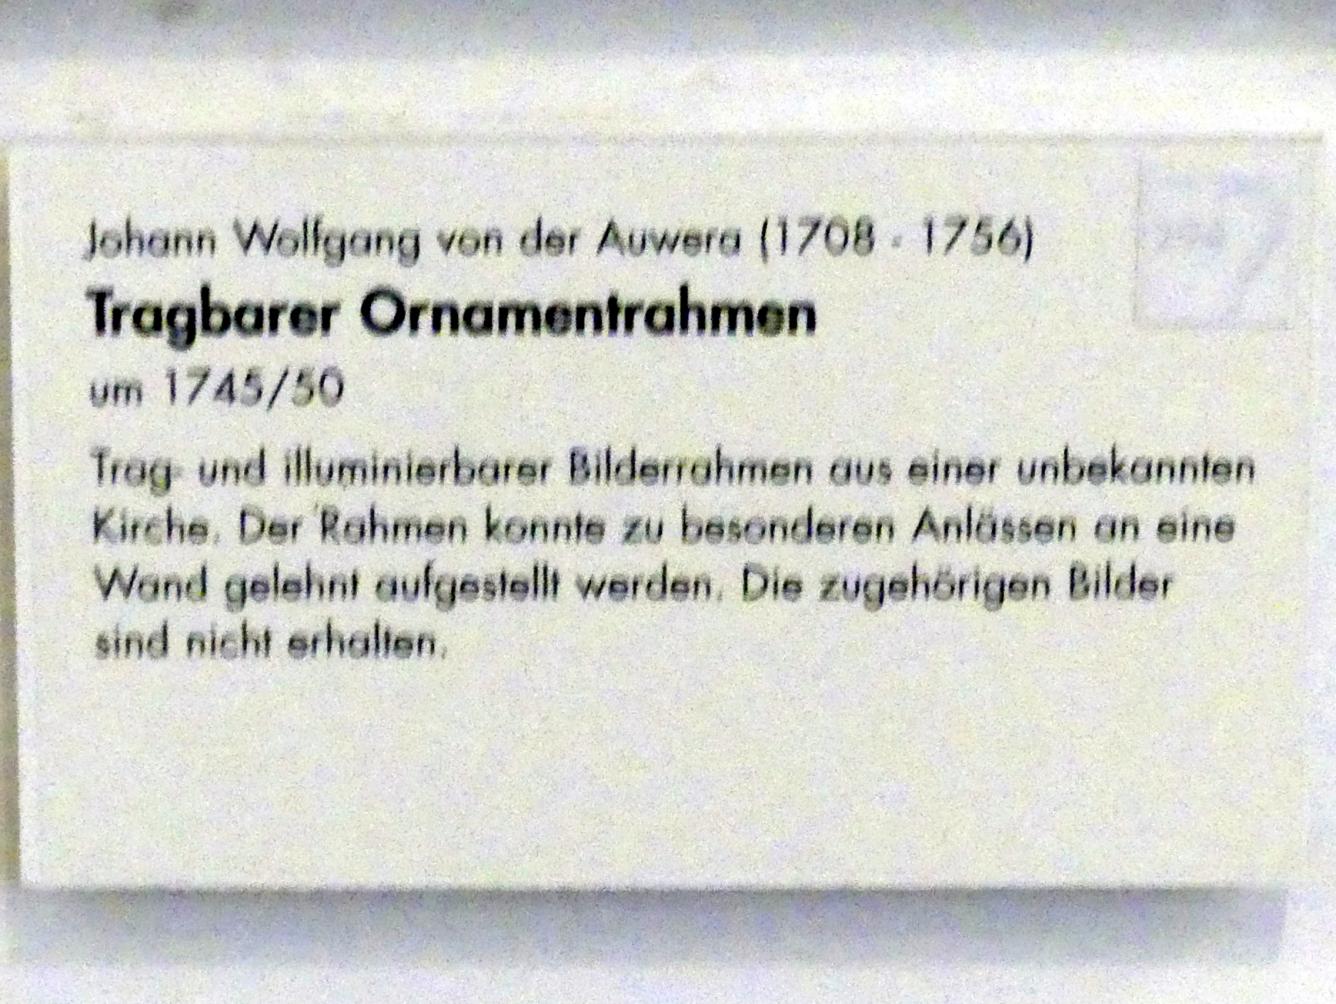 Johann Wolfgang von der Auwera (1708 - 1756)
Tragbarer Ornamentrahmen
um 1745/50
Trag- und illuminierbarer Bilderrahmen aus einer unbekannten
Kirche. Der Rahmen konnte zu besonderen Anlässen an eine
Wand gelehnt aufgestellt werden. Die zugehörigen Bilder
sind nicht erhalten.